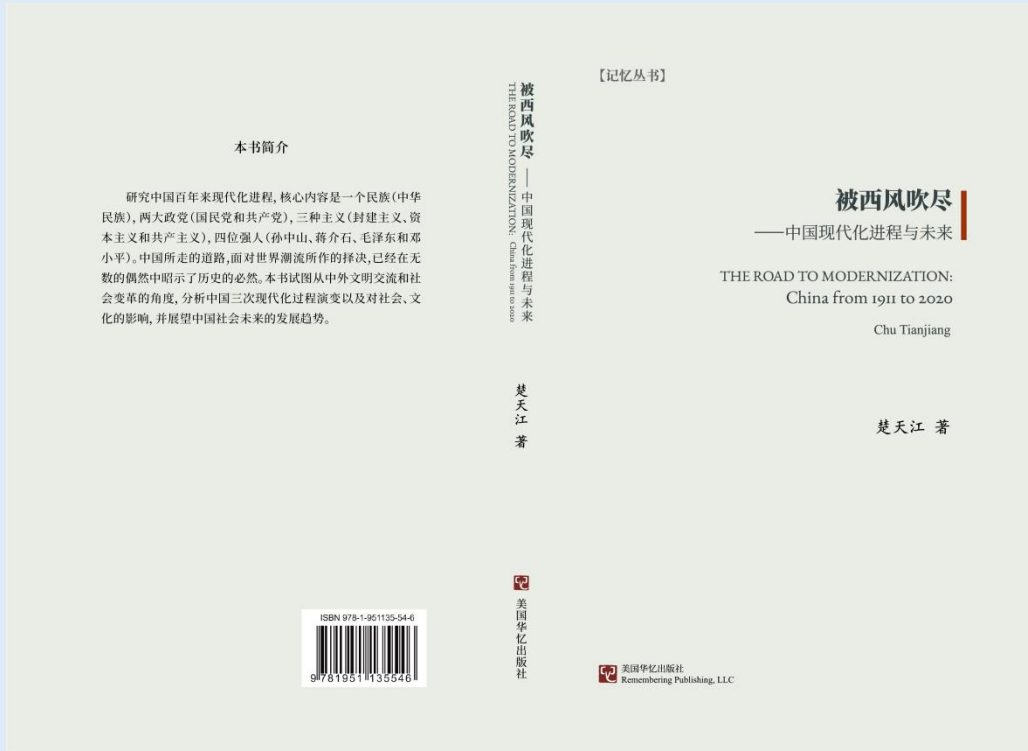 本书简介
研究中国百年来现代化进程, 核心内容是一个民族(中华
民族), 两大政党(国民党和共产党), 三种主义(封建主义、资
本主义和共产主义), 四位强人(孙中山、蒋介石、毛泽东和邓
小平)。中国所走的道路,面对世界潮流所作的择决,已经在无
数的偶然中昭示了历史的必然。本书试图从中外文明交流和社
会变革的角度, 分析中国三次现代化过程演变以及对社会、文
化的影响, 并展望中国社会未来的发展趋势。
ISBN 978-1-951135-54-6
9 781951 135546
被西风吹尽 —— 中国现代化进程与未来
THE ROAD TO MODERNIZATION: China from 1911 to 2020
楚天江 著
美国华忆出版社
【记忆丛书】
被西风吹尽
——中国现代化进程与未来
THE ROAD TO MODERNIZATION:
China from 1911 to 2020
Chu Tianjiang
楚天江 著
美国华忆出版社
Remembering Publishing, LLC